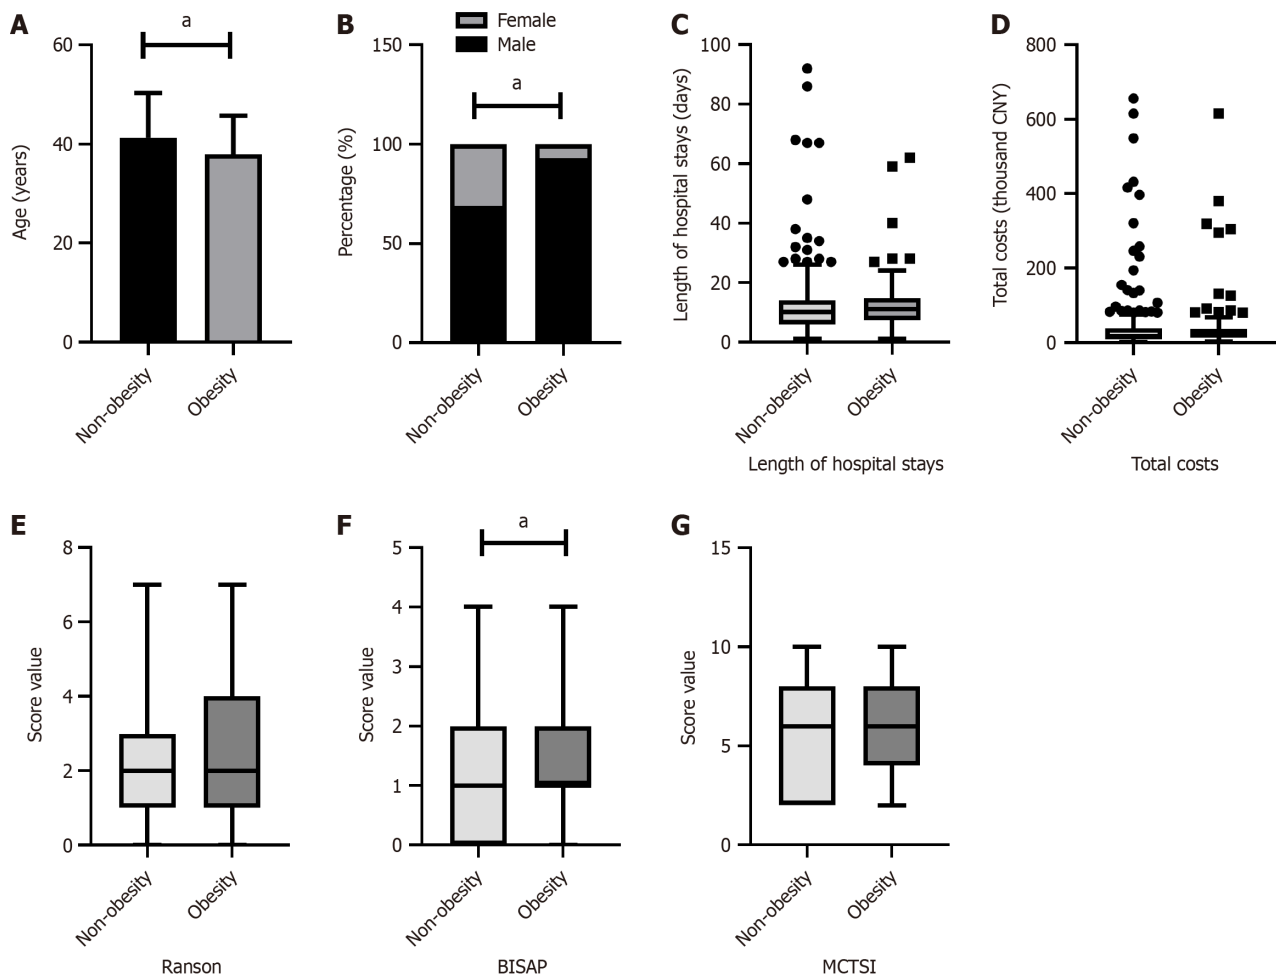 A
Age (years)
60
40
20
0
a
Non-obesity
Obesity
B
Percentage (%)
150
100
50
0
Female
Male
a
Non-obesity
Obesity
C
Length of hospital stays (days)
100
80
60
40
20
0
Non-obesity
Obesity
Length of hospital stays
D
Total costs (thousand CNY)
800
600
400
200
0
Non-obesity
Obesity
Total costs
E
Score value
8
6
4
2
0
Non-obesity
Obesity
Ranson
F
Score value
5
4
3
2
1
0
a
Non-obesity
Obesity
BISAP
G
Score value
15
10
5
0
Non-obesity
Obesity
MCTSI